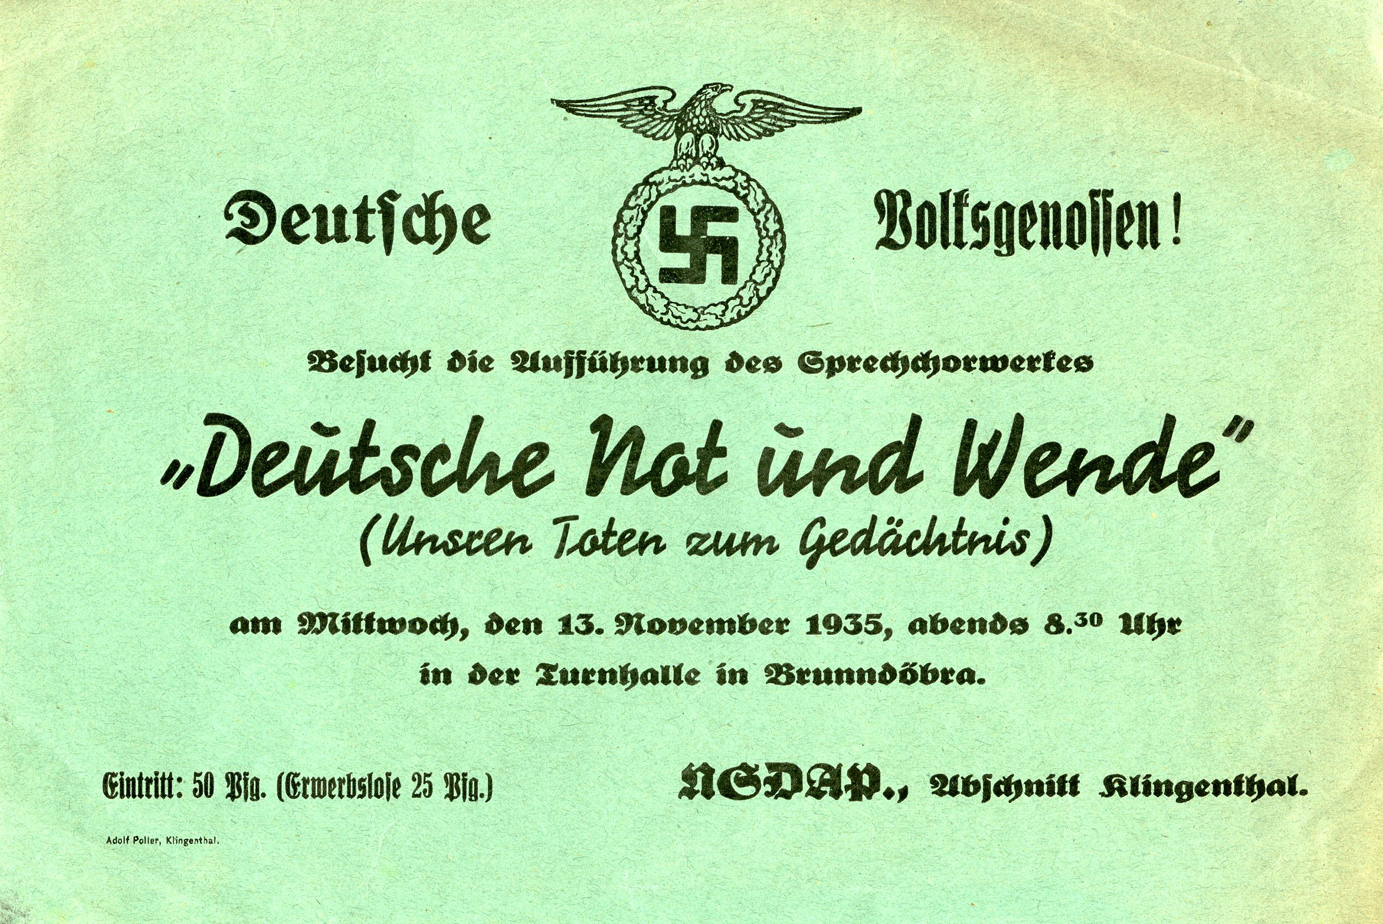 Deutsche Volksgenossen!
Besucht die Aufführung des Sprechchorwerkes
„Deutsche Not und Wende"
(Unsren Toten zum Gedächtnis)
am Mittwoch, den 13. November 1935, abends 8.³⁰ Uhr
in der Turnhalle in Brunndöbra.
Eintritt: 50 Pfg. (Erwerbslose 25 Pfg.)
NSDAP., Abschnitt Klingenthal.
Adolf Poller, Klingenthal.